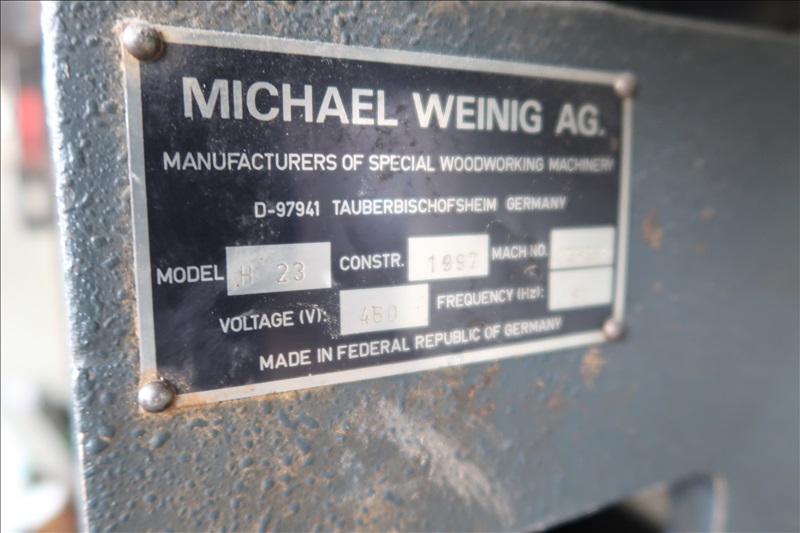 MICHAEL WEINIG AG.
MANUFACTURERS OF SPECIAL WOODWORKING MACHINERY
D-97941 TAUBERBISCHOFSHEIM GERMANY
MODEL H 23 CONSTR. 1997 MACH NO.
VOLTAGE (V): 460 FREQUENCY (Hz):
MADE IN FEDERAL REPUBLIC OF GERMANY